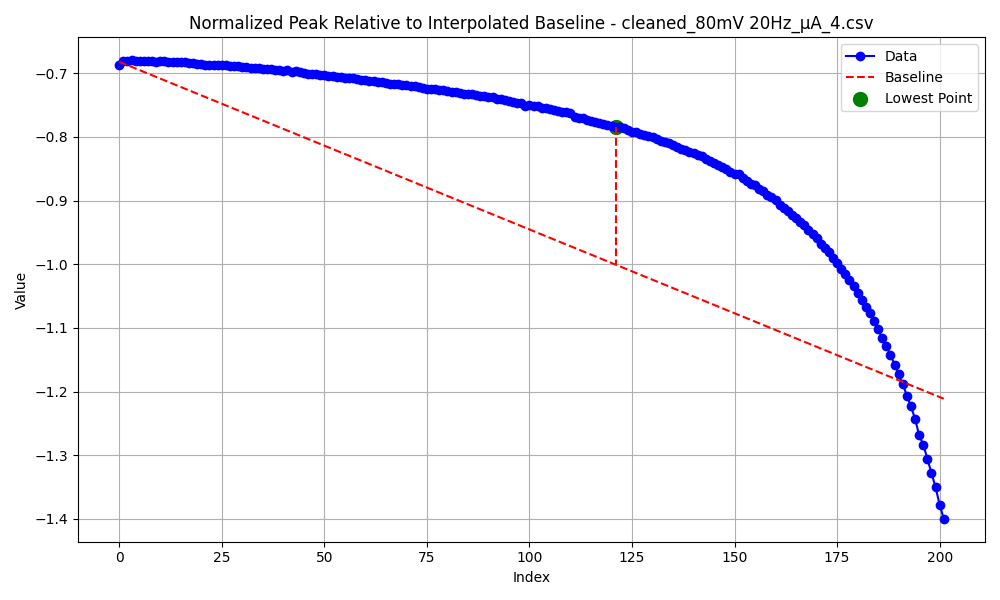 Normalized Peak Relative to Interpolated Baseline - cleaned_80mV 20Hz_µA_4.csv
Data
Baseline
Lowest Point
−0.7
−0.8
−0.9
−1.0
−1.1
−1.2
−1.3
−1.4
Value
0
25
50
75
100
125
150
175
200
Index